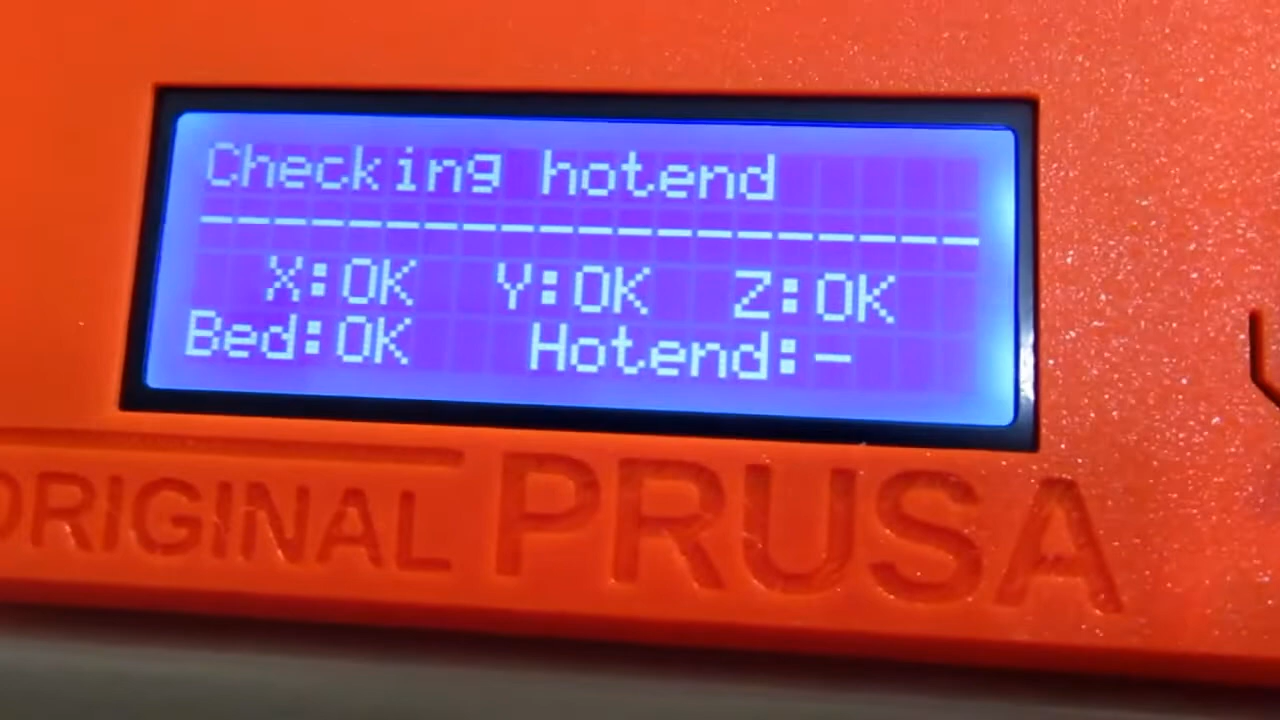 Checking hotend
--------------------
X:OK Y:OK Z:OK
Bed:OK Hotend:-
ORIGINAL PRUSA